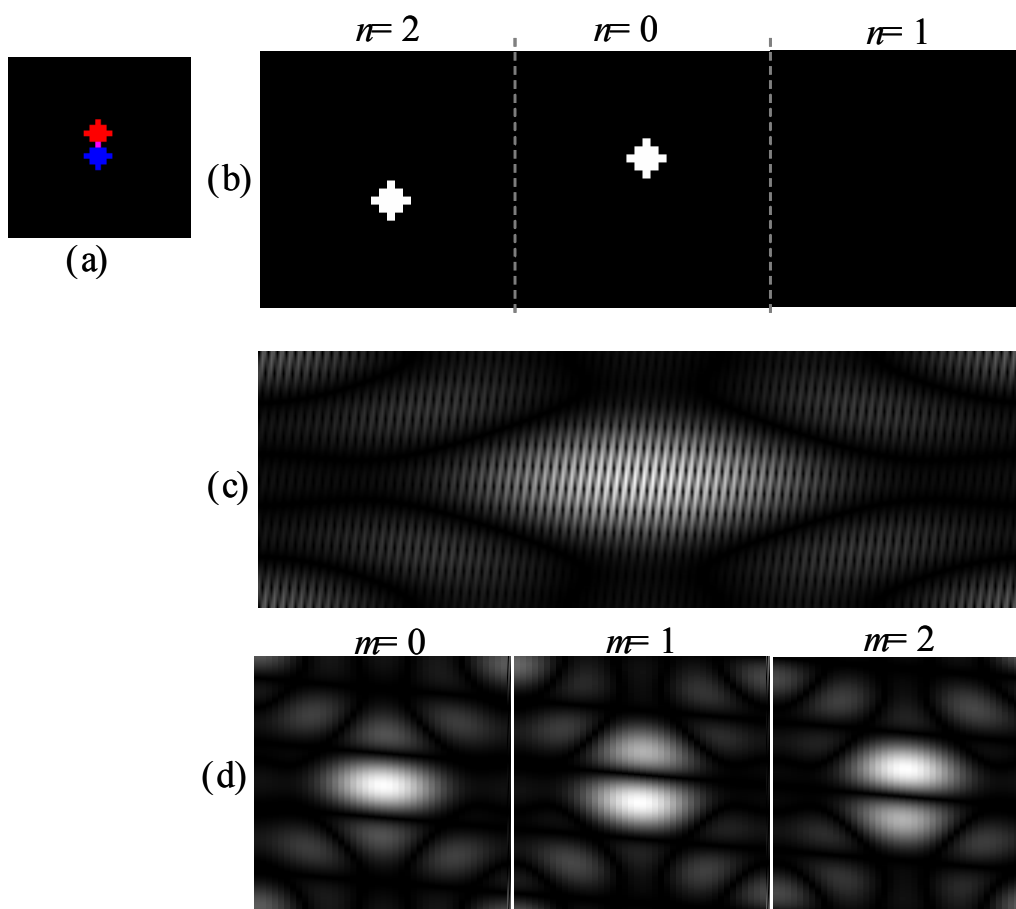 n= 2
n= 0
n= 1
(a)
(b)
(c)
m= 0
m= 1
m= 2
(d)